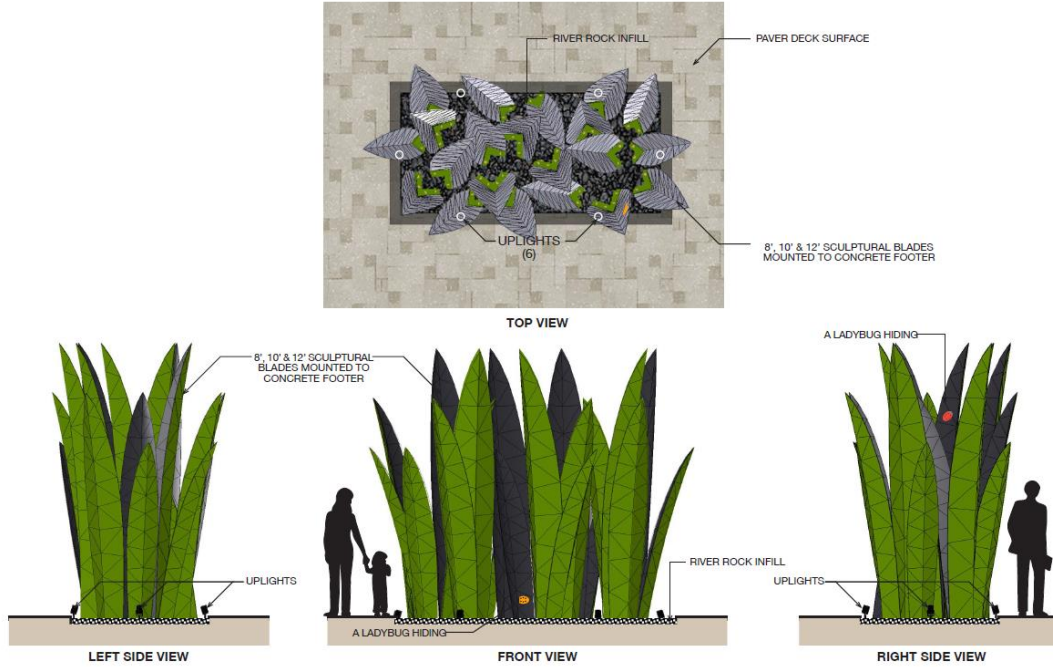 RIVER ROCK INFILL
PAVER DECK SURFACE
UPLIGHTS
(6)
8', 10' & 12' SCULPTURAL BLADES
MOUNTED TO CONCRETE FOOTER
TOP VIEW
8', 10' & 12' SCULPTURAL
BLADES MOUNTED TO
CONCRETE FOOTER
A LADYBUG HIDING
UPLIGHTS
RIVER ROCK INFILL
UPLIGHTS
A LADYBUG HIDING
LEFT SIDE VIEW
FRONT VIEW
RIGHT SIDE VIEW